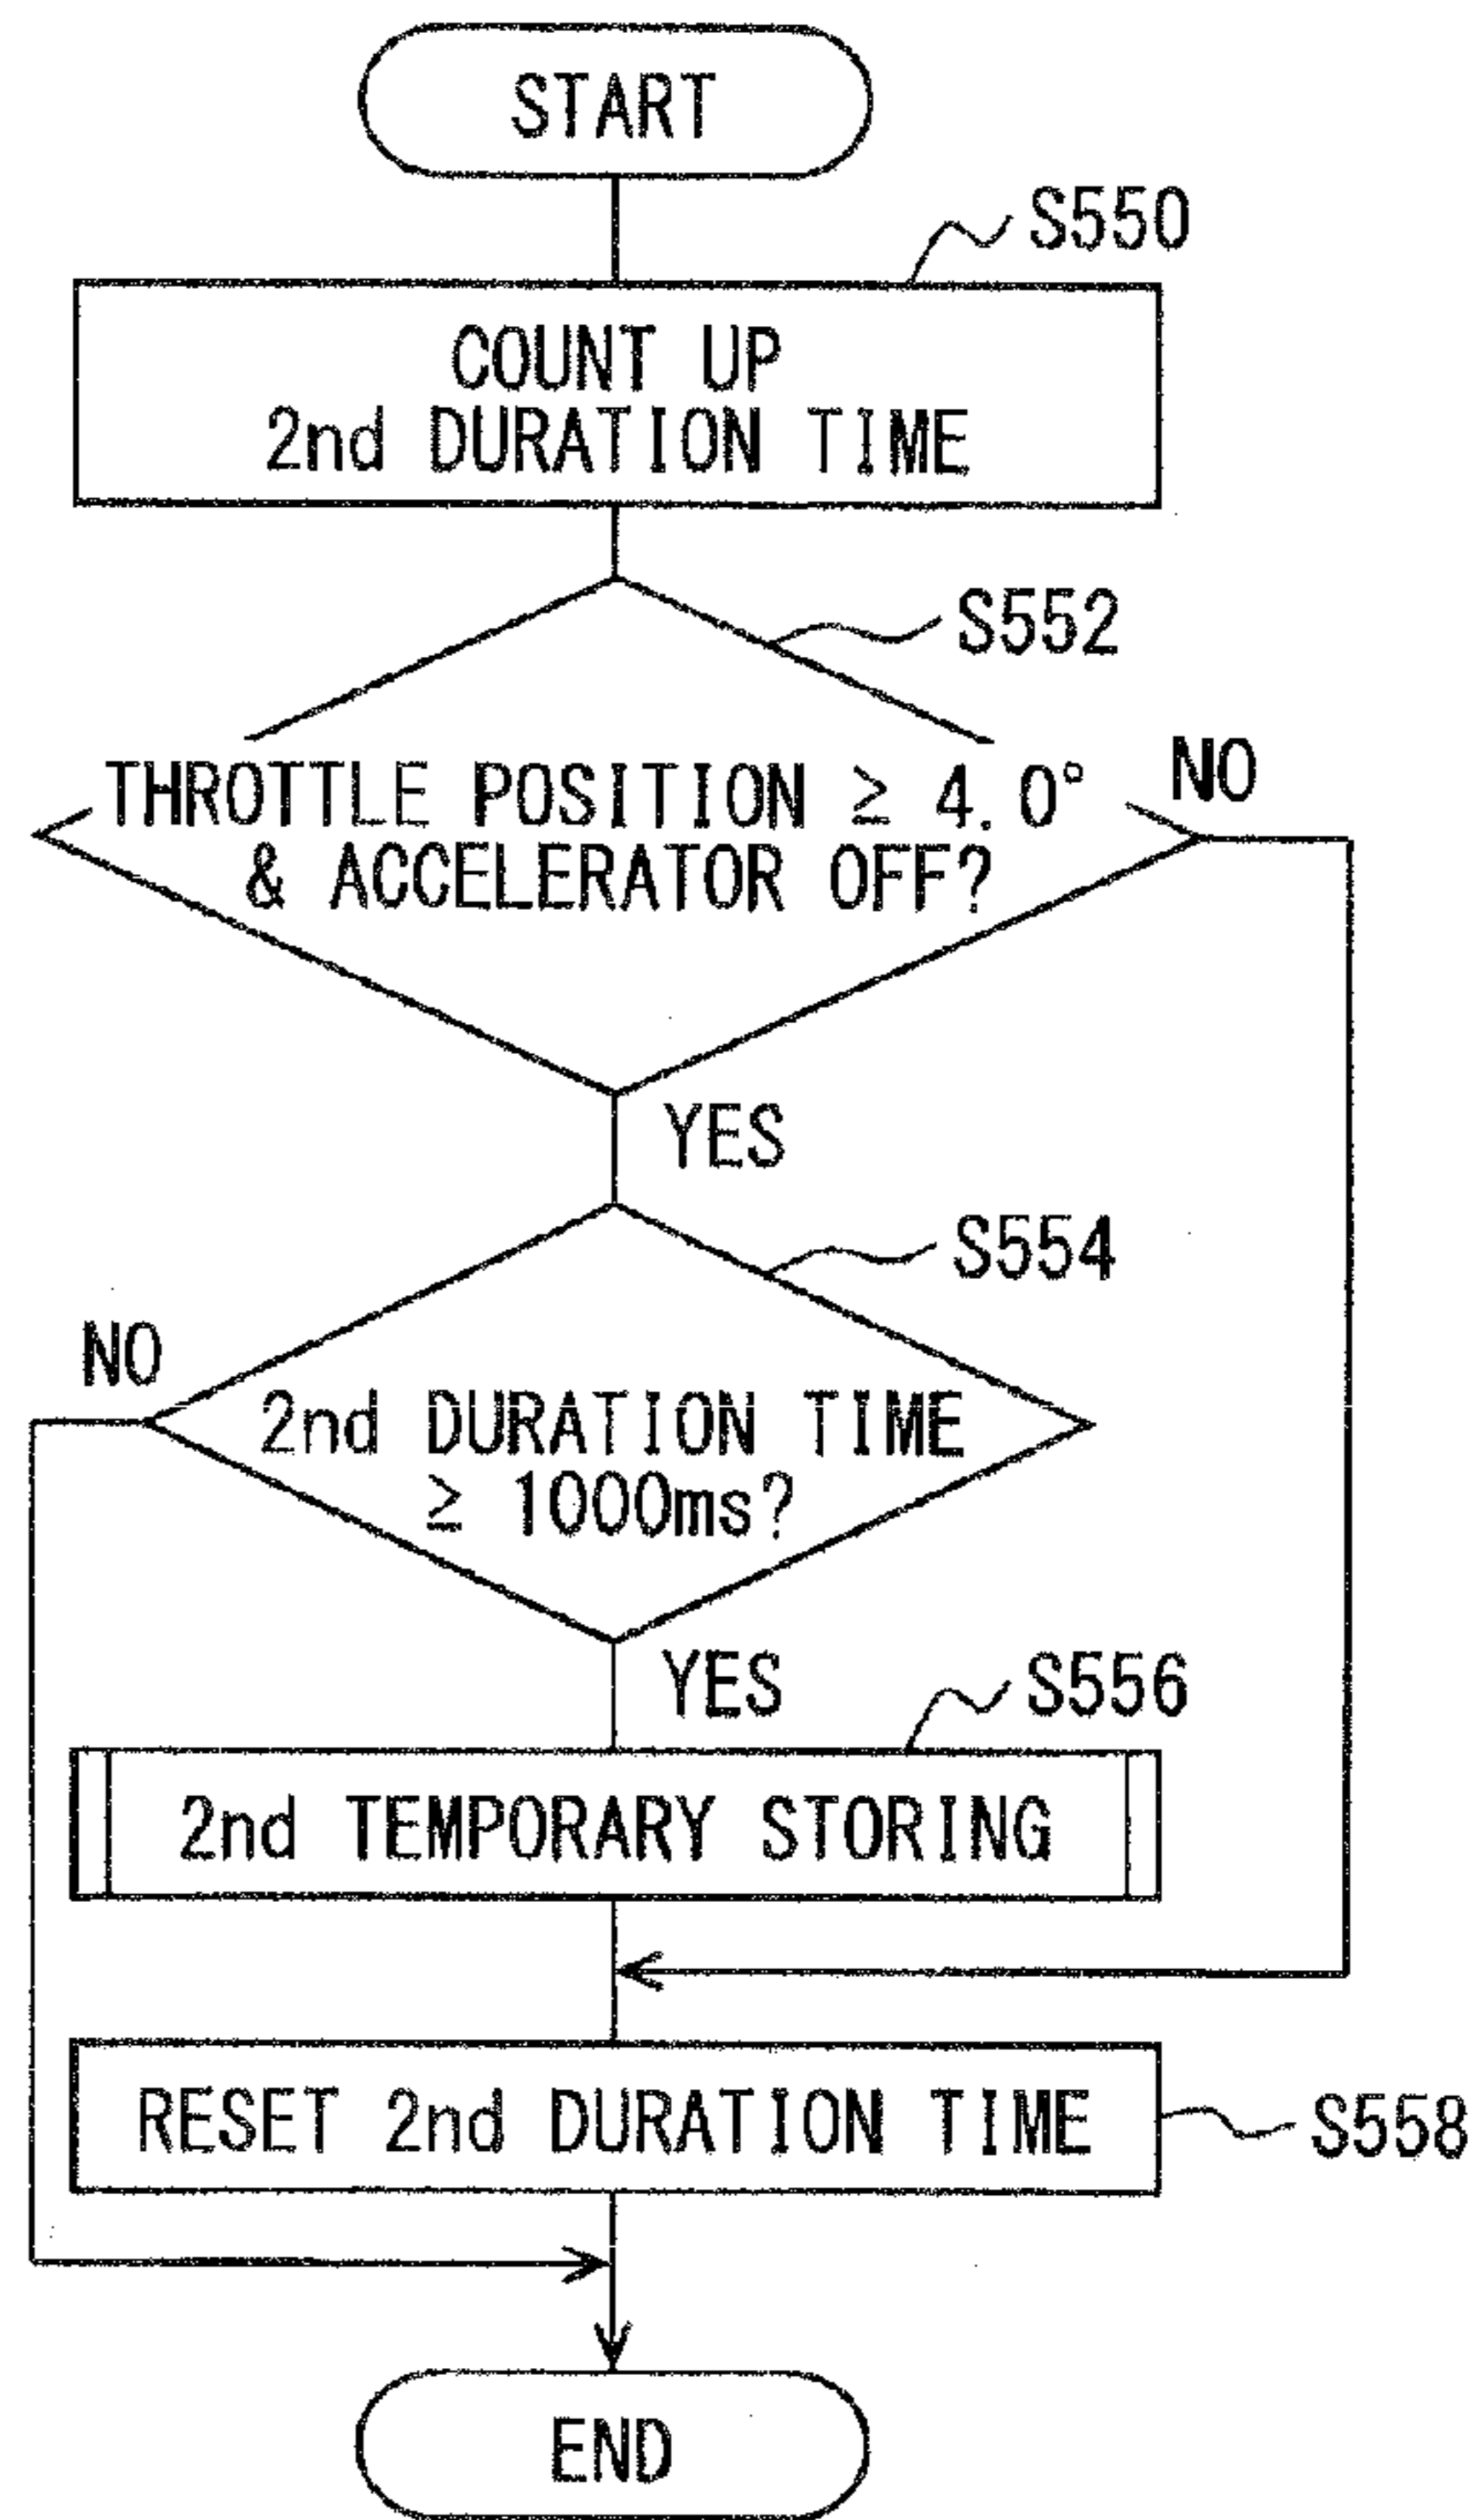 START
S550
COUNT UP
2nd DURATION TIME
S552
THROTTLE POSITION ≥ 4.0°
& ACCELERATOR OFF?
NO
YES
S554
NO
2nd DURATION TIME
≥ 1000ms?
YES
S556
2nd TEMPORARY STORING
RESET 2nd DURATION TIME
S558
END